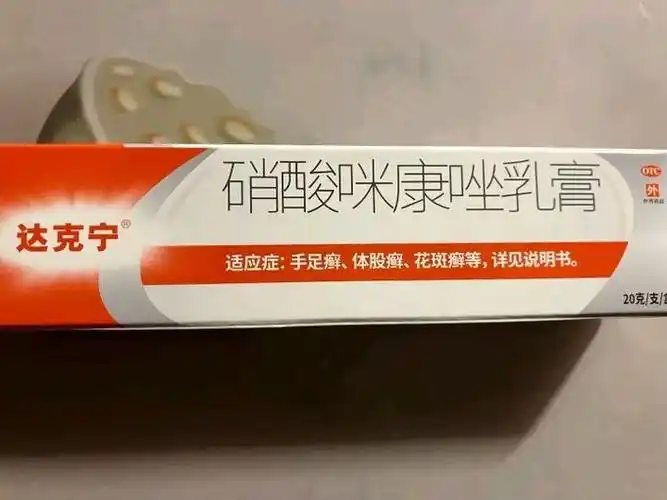 硝酸咪康唑乳膏
OTC
外
达克宁®
适应症：手足癣、体股癣、花斑癣等，详见说明书。
20克/支/